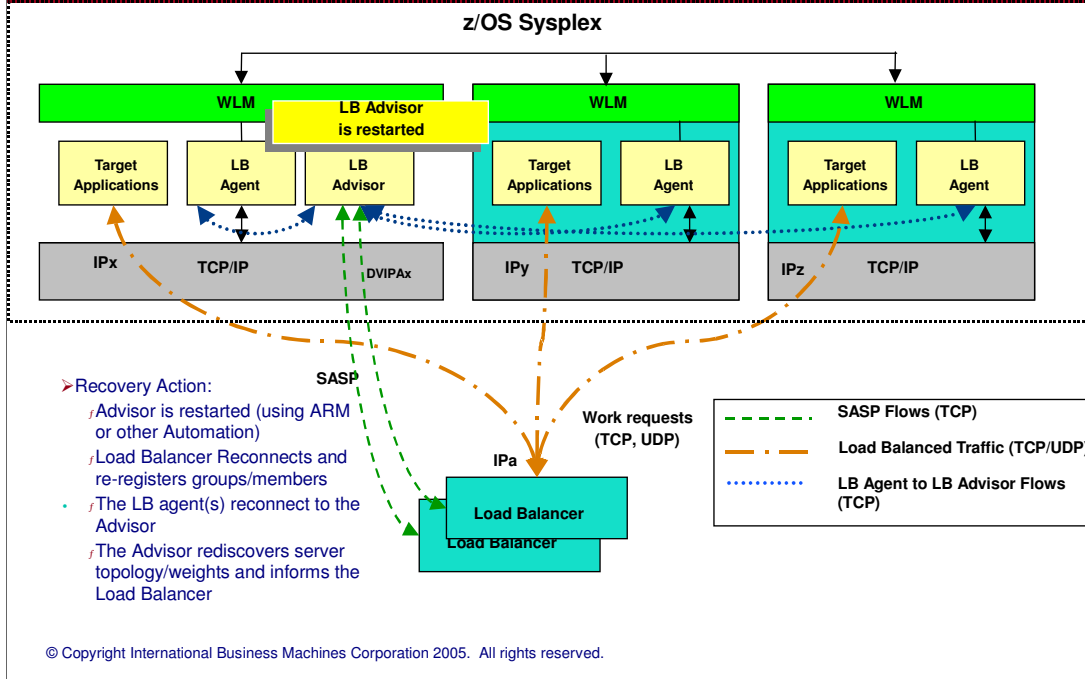 z/OS Sysplex
WLM
WLM
WLM
LB Advisor
is restarted
Target
Applications
LB
Agent
LB
Advisor
Target
Applications
LB
Agent
Target
Applications
LB
Agent
IPx
TCP/IP
DVIPAx
IPy
TCP/IP
IPz
TCP/IP
SASP
Work requests
(TCP, UDP)
IPa
Load Balancer
Load Balancer
➢Recovery Action:
ƒAdvisor is restarted (using ARM
or other Automation)
ƒLoad Balancer Reconnects and
re-registers groups/members
• ƒThe LB agent(s) reconnect to the
Advisor
ƒThe Advisor rediscovers server
topology/weights and informs the
Load Balancer
SASP Flows (TCP)
Load Balanced Traffic (TCP/UDP)
LB Agent to LB Advisor Flows
(TCP)
© Copyright International Business Machines Corporation 2005. All rights reserved.